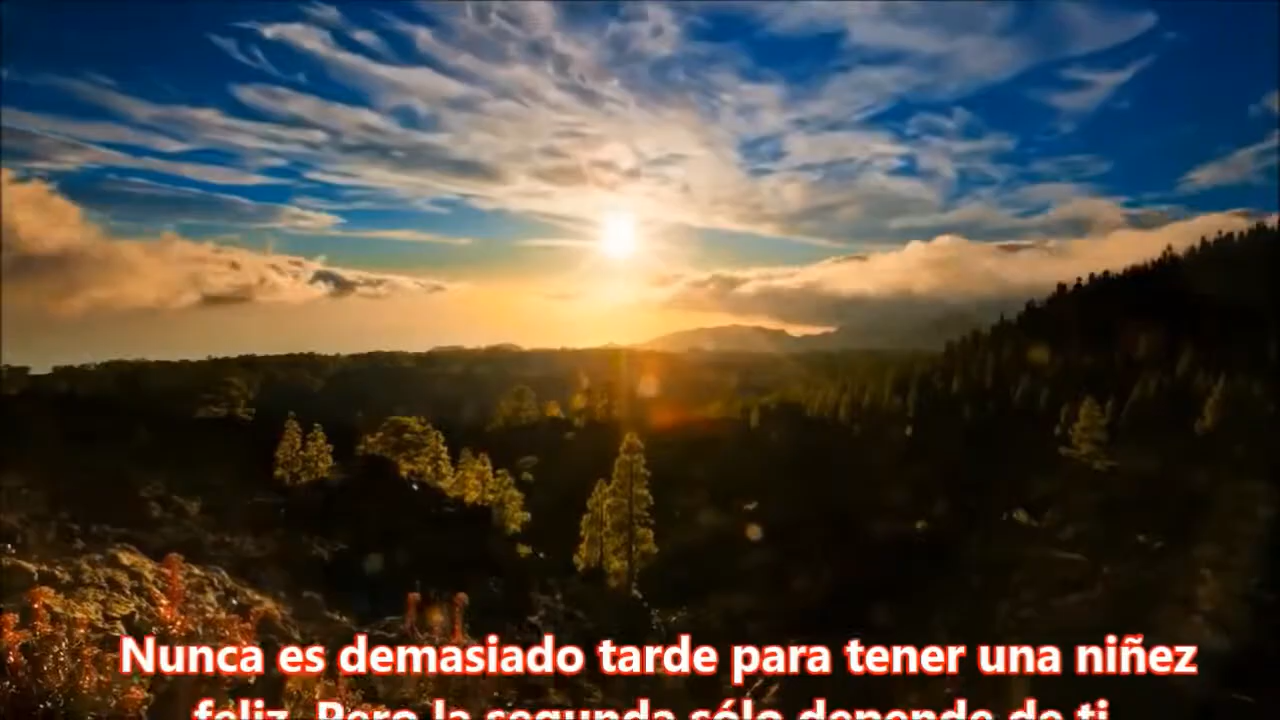 Nunca es demasiado tarde para tener una niñez
feliz. Pero la segunda sólo depende de ti